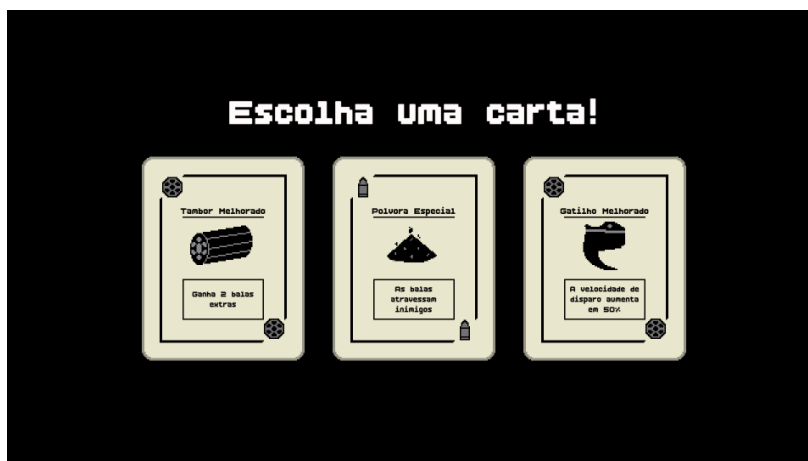 Escolha uma carta!
Tambor Melhorado
Ganha 2 balas
extras
Polvora Especial
As balas
atravessam
inimigos
Gatilho Melhorado
A velocidade de
disparo aumenta
em 50%